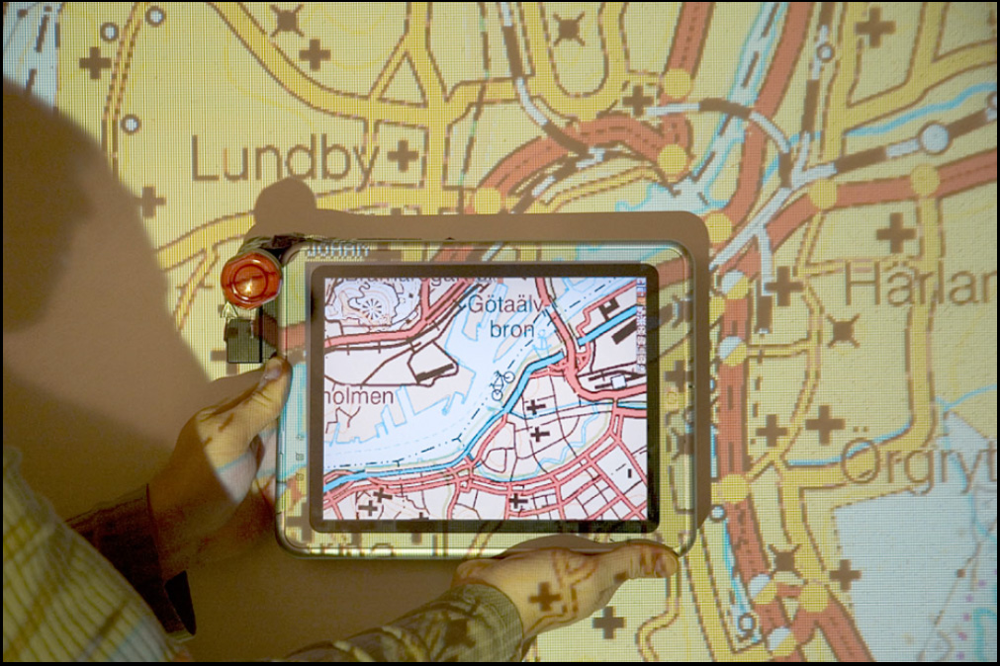 Lundby
Götaälv-
bron
holmen
Härlan
Örgryt